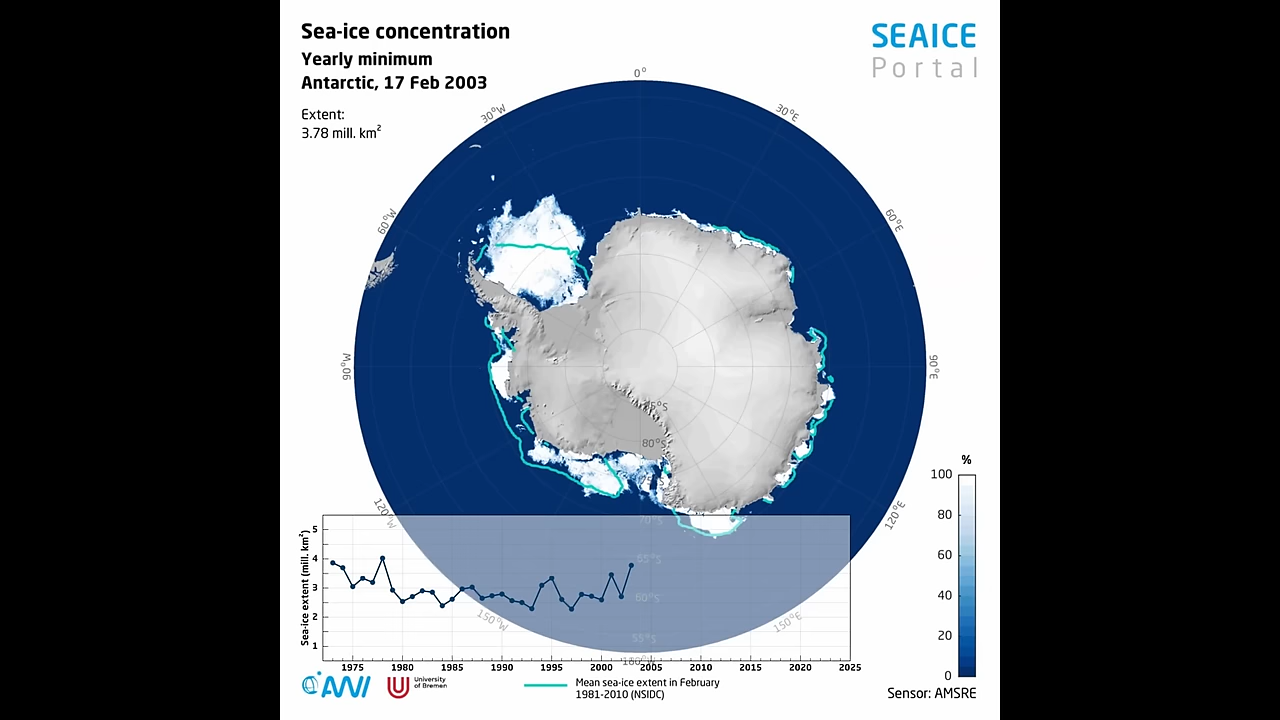 Sea-ice concentration
Yearly minimum
Antarctic, 17 Feb 2003
Extent:
3.78 mill. km²
SEAICE
Portal
0°
30°W
30°E
60°W
60°E
90°W
90°E
120°W
120°E
150°W
150°E
80°S
70°S
65°S
60°S
55°S
%
100
80
60
40
20
0
Sensor: AMSRE
Sea-ice extent (mill. km²)
5
4
3
2
1
1975 1980 1985 1990 1995 2000 2005 2010 2015 2020 2025
AWI
University
of Bremen
Mean sea-ice extent in February
1981-2010 (NSIDC)